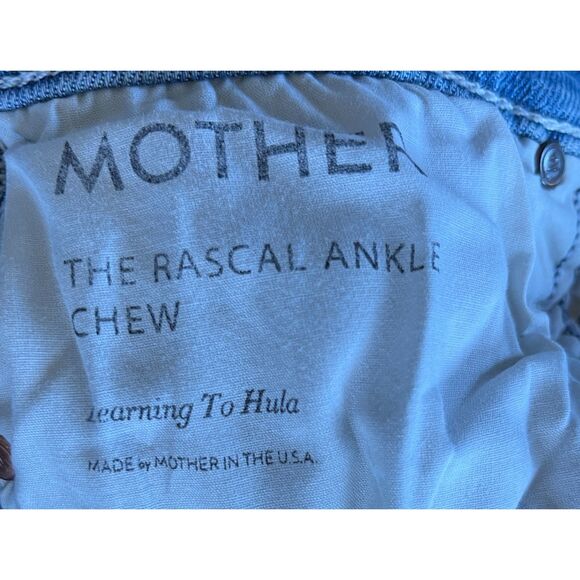 MOTHER
THE RASCAL ANKLE
CHEW
Learning To Hula
MADE by MOTHER IN THE U.S.A.